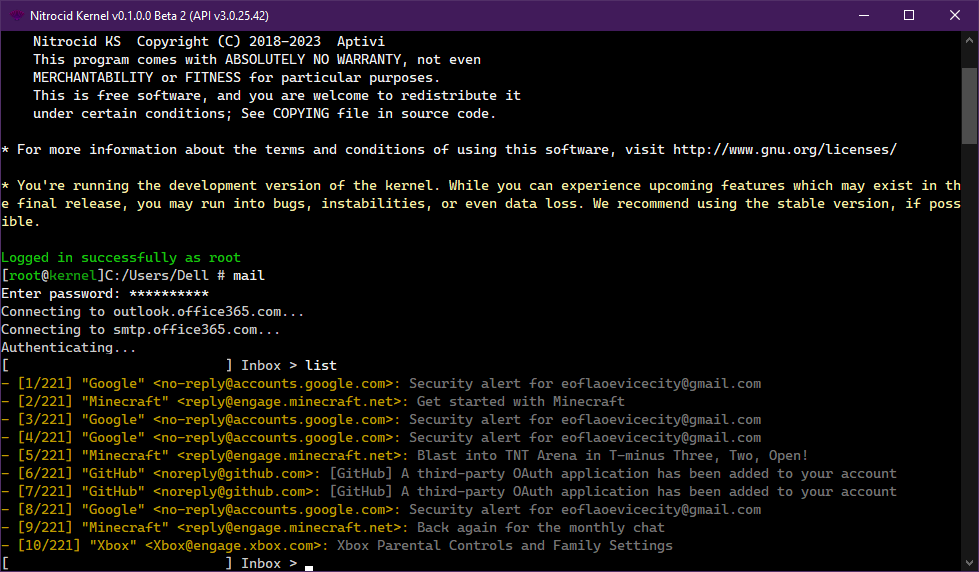 Nitrocid Kernel v0.1.0.0 Beta 2 (API v3.0.25.42)
Nitrocid KS  Copyright (C) 2018-2023  Aptivi
This program comes with ABSOLUTELY NO WARRANTY, not even
MERCHANTABILITY or FITNESS for particular purposes.
This is free software, and you are welcome to redistribute it
under certain conditions; See COPYING file in source code.
* For more information about the terms and conditions of using this software, visit http://www.gnu.org/licenses/
* You're running the development version of the kernel. While you can experience upcoming features which may exist in th
e final release, you may run into bugs, instabilities, or even data loss. We recommend using the stable version, if poss
ible.
Logged in successfully as root
[root@kernel]C:/Users/Dell # mail
Enter password: **********
Connecting to outlook.office365.com...
Connecting to smtp.office365.com...
Authenticating...
[                           ] Inbox > list
- [1/221] "Google" <no-reply@accounts.google.com>: Security alert for eoflaoevicecity@gmail.com
- [2/221] "Minecraft" <reply@engage.minecraft.net>: Get started with Minecraft
- [3/221] "Google" <no-reply@accounts.google.com>: Security alert for eoflaoevicecity@gmail.com
- [4/221] "Google" <no-reply@accounts.google.com>: Security alert for eoflaoevicecity@gmail.com
- [5/221] "Minecraft" <reply@engage.minecraft.net>: Blast into TNT Arena in T-minus Three, Two, Open!
- [6/221] "GitHub" <noreply@github.com>: [GitHub] A third-party OAuth application has been added to your account
- [7/221] "GitHub" <noreply@github.com>: [GitHub] A third-party OAuth application has been added to your account
- [8/221] "Google" <no-reply@accounts.google.com>: Security alert for eoflaoevicecity@gmail.com
- [9/221] "Minecraft" <reply@engage.minecraft.net>: Back again for the monthly chat
- [10/221] "Xbox" <Xbox@engage.xbox.com>: Xbox Parental Controls and Family Settings
[                           ] Inbox >